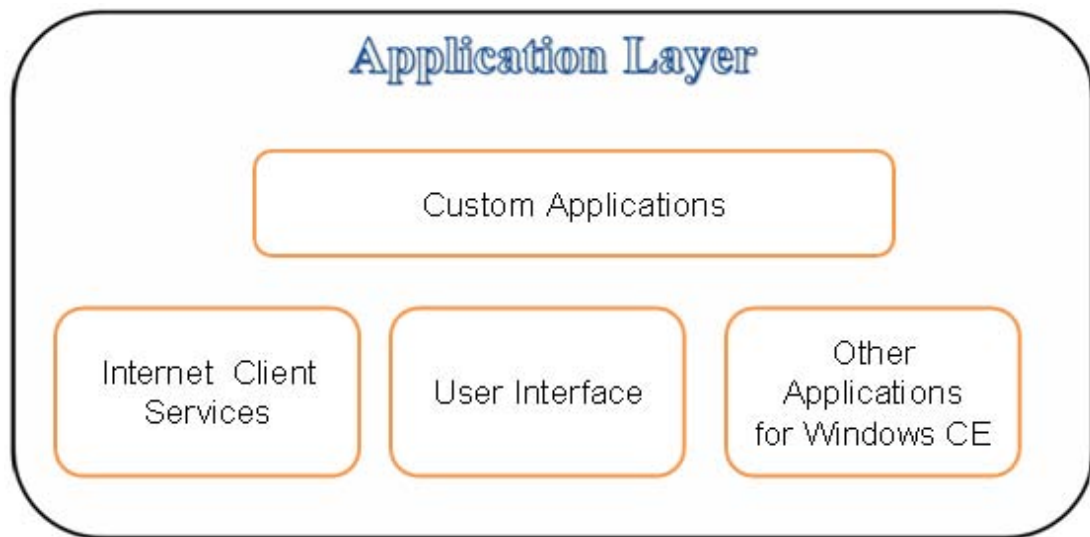 Application Layer
Custom Applications
Internet Client
Services
User Interface
Other
Applications
for Windows CE